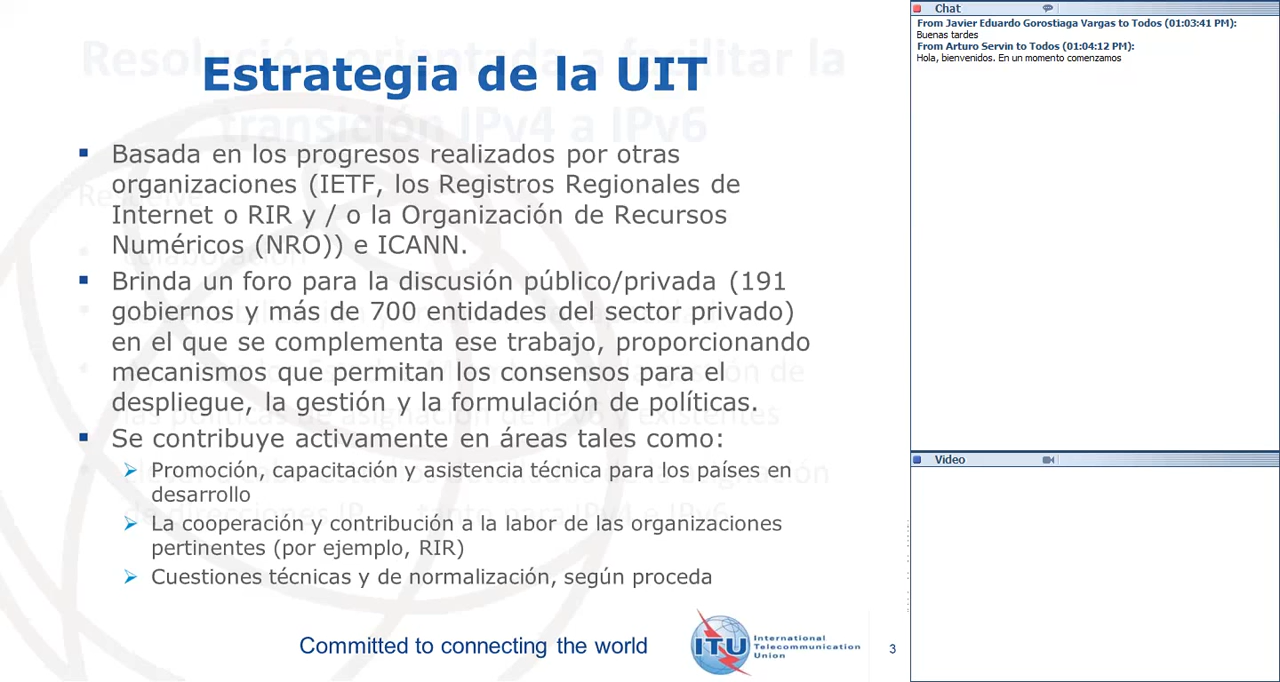 Estrategia de la UIT
Resolución orientada a facilitar la
transición IPv4 a IPv6
Basada en los progresos realizados por otras
organizaciones (IETF, los Registros Regionales de
Internet o RIR y / o la Organización de Recursos
Numéricos (NRO)) e ICANN.
Brinda un foro para la discusión público/privada (191
gobiernos y más de 700 entidades del sector privado)
en el que se complementa ese trabajo, proporcionando
mecanismos que permitan los consensos para el
despliegue, la gestión y la formulación de políticas.
Se contribuye activamente en áreas tales como:
Promoción, capacitación y asistencia técnica para los países en
desarrollo
La cooperación y contribución a la labor de las organizaciones
pertinentes (por ejemplo, RIR)
Cuestiones técnicas y de normalización, según proceda
Committed to connecting the world
ITU
International
Telecommunication
Union
3
Chat
From Javier Eduardo Gorostiaga Vargas to Todos (01:03:41 PM):
Buenas tardes
From Arturo Servin to Todos (01:04:12 PM):
Hola, bienvenidos. En un momento comenzamos
Video